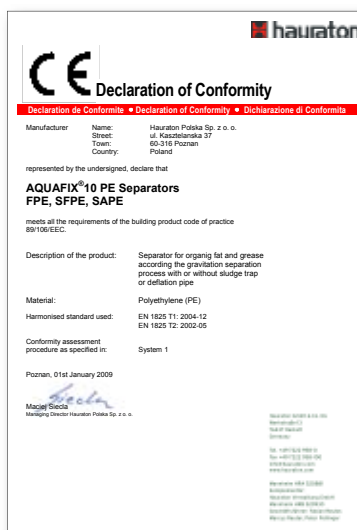 hauraton
CE Declaration of Conformity
Declaration de Conformite • Declaration of Conformity • Dichiarazione di Conformita
Manufacturer Name: Hauraton Polska Sp. z o. o.
Street: ul. Kasztelanska 37
Town: 60-316 Poznan
Country: Poland
represented by the undersigned, declare that
AQUAFIX®10 PE Separators
FPE, SFPE, SAPE
meets all the requirements of the building product code of practice
89/106/EEC.
Description of the product: Separator for organig fat and grease
according the gravitation separation
process with or without sludge trap
or deflation pipe
Material: Polyethylene (PE)
Harmonised standard used: EN 1825 T1: 2004-12
EN 1825 T2: 2002-05
Conformity assessment
procedure as specified in: System 1
Poznan, 01st January 2009
Maciej Siecla
Managing Director Hauraton Polska Sp. z o. o.